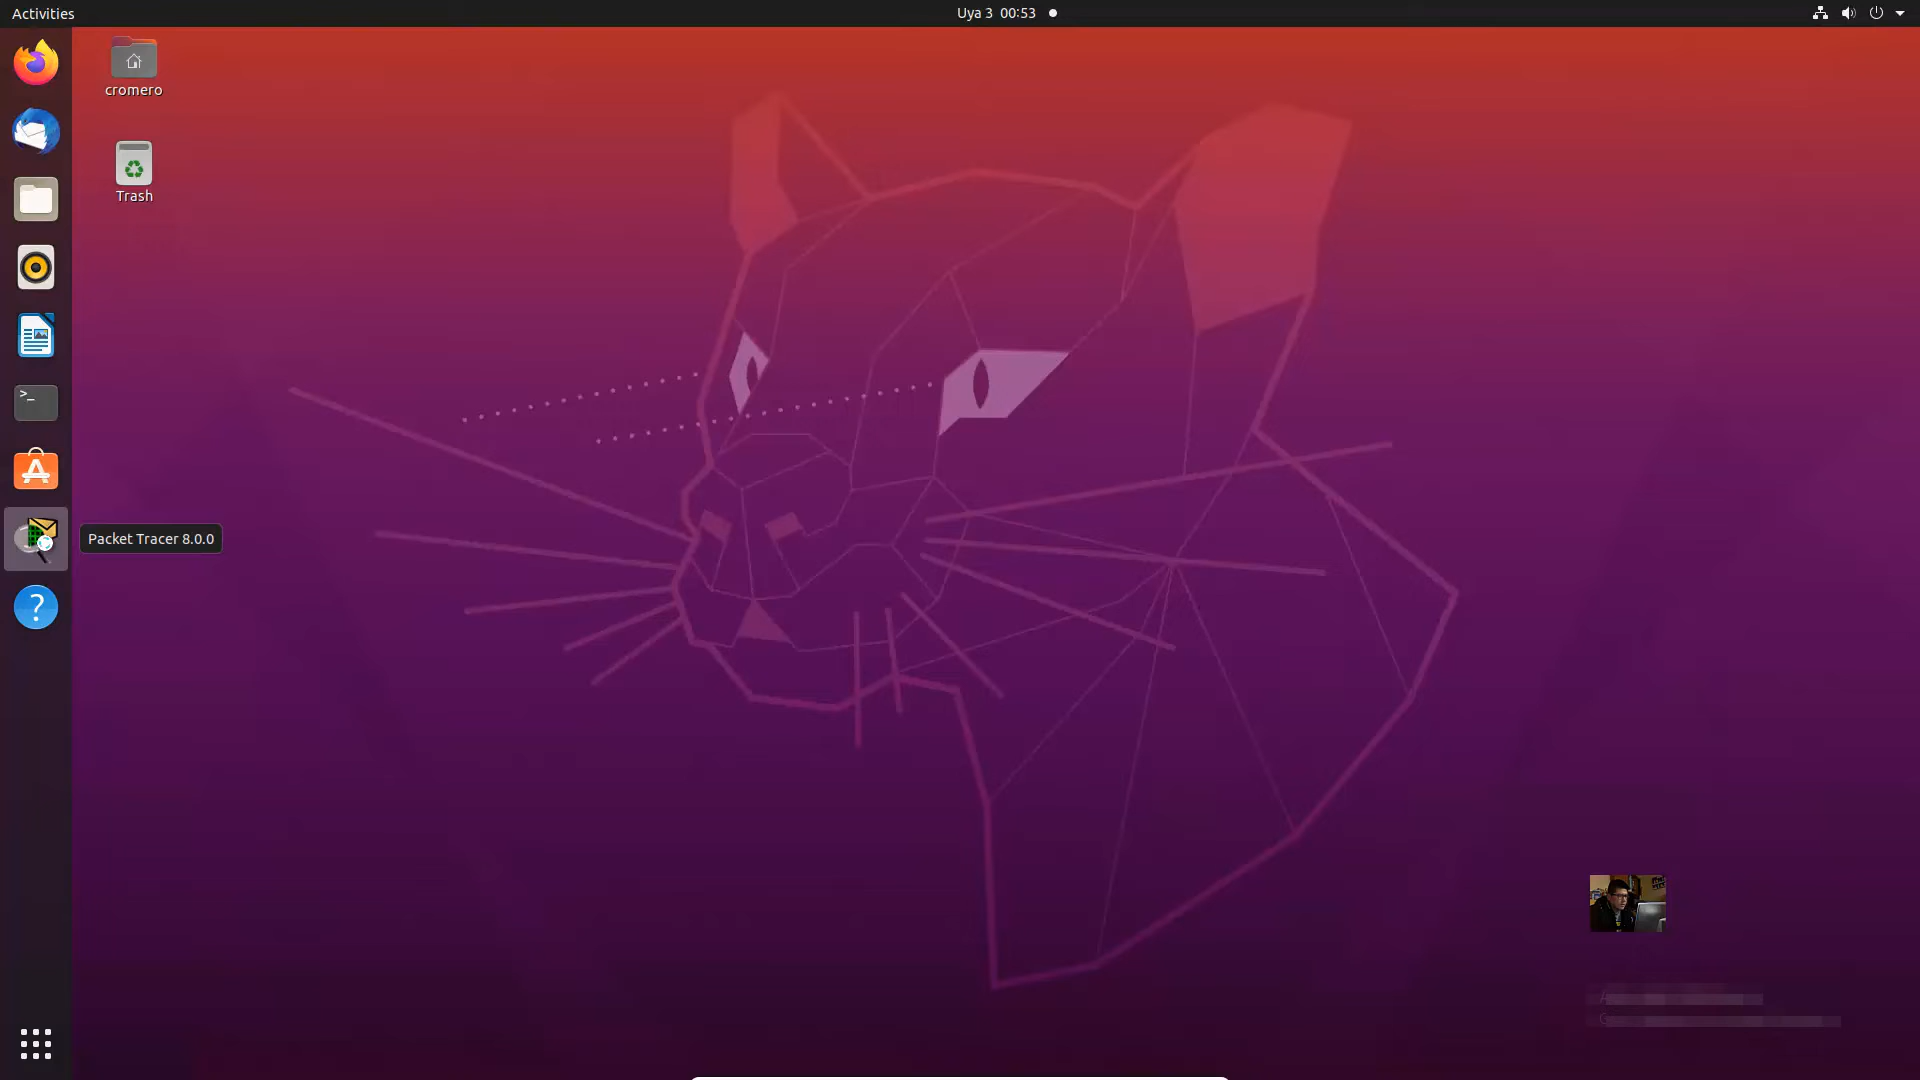 Activities
Uya 3 00:53
cromero
Trash
>_
Packet Tracer 8.0.0
?